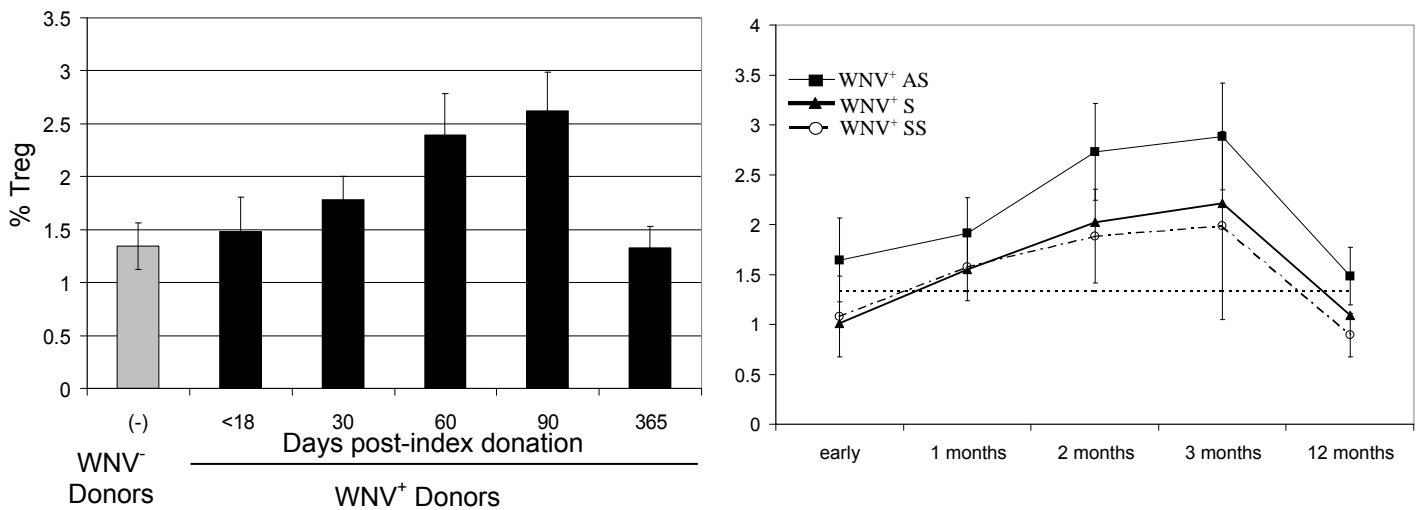 % Treg
3.5
3
2.5
2
1.5
1
0.5
0
(-)
<18
30
60
90
365
Days post-index donation
WNV⁻
Donors
WNV⁺ Donors
4
3.5
3
2.5
2
1.5
1
0.5
0
WNV⁺ AS
WNV⁺ S
WNV⁺ SS
early
1 months
2 months
3 months
12 months